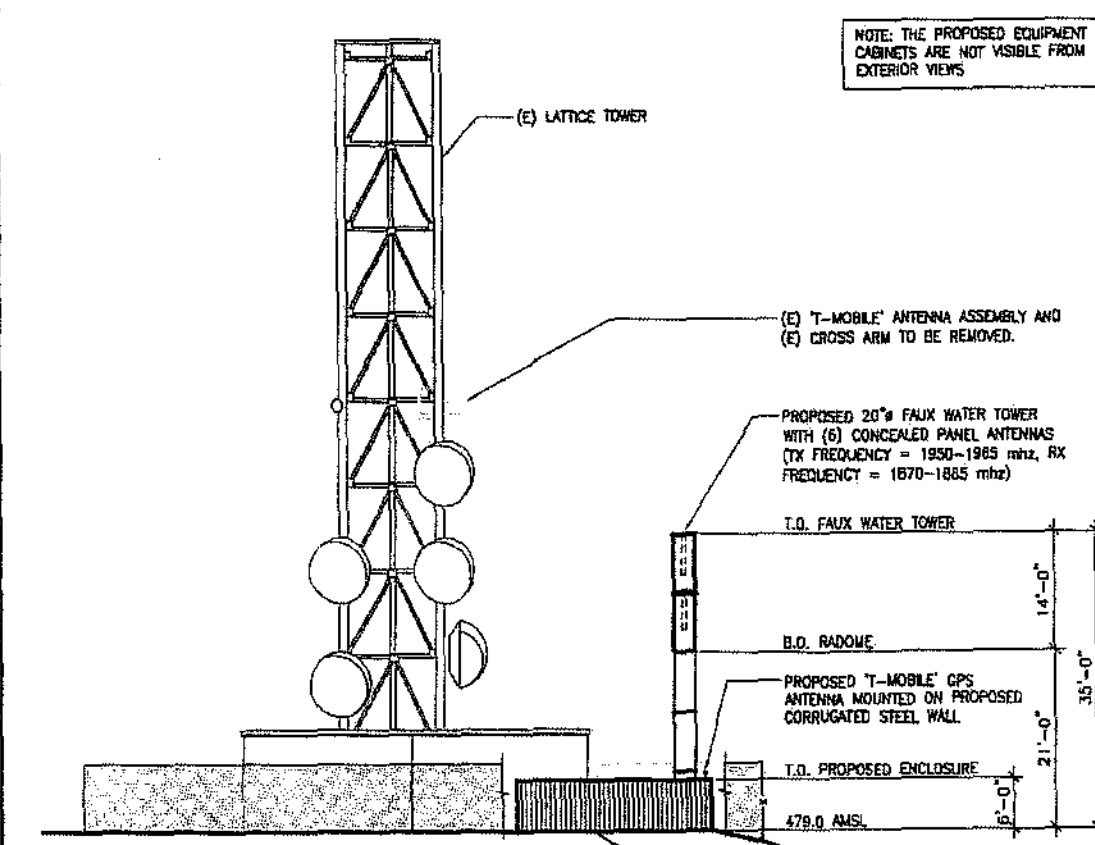 NOTE: THE PROPOSED EQUIPMENT
CABINETS ARE NOT VISIBLE FROM
EXTERIOR VIEWS
(E) LATTICE TOWER
(E) 'T-MOBILE' ANTENNA ASSEMBLY AND
(E) CROSS ARM TO BE REMOVED.
PROPOSED 20"ø FAUX WATER TOWER
WITH (6) CONCEALED PANEL ANTENNAS
(TX FREQUENCY = 1950-1965 mhz, RX
FREQUENCY = 1870-1885 mhz)
T.O. FAUX WATER TOWER
14'-0"
B.O. RADOME
35'-0"
PROPOSED 'T-MOBILE' GPS
ANTENNA MOUNTED ON PROPOSED
CORRUGATED STEEL WALL
21'-0"
T.O. PROPOSED ENCLOSURE
6'-0"
479.0 AMSL